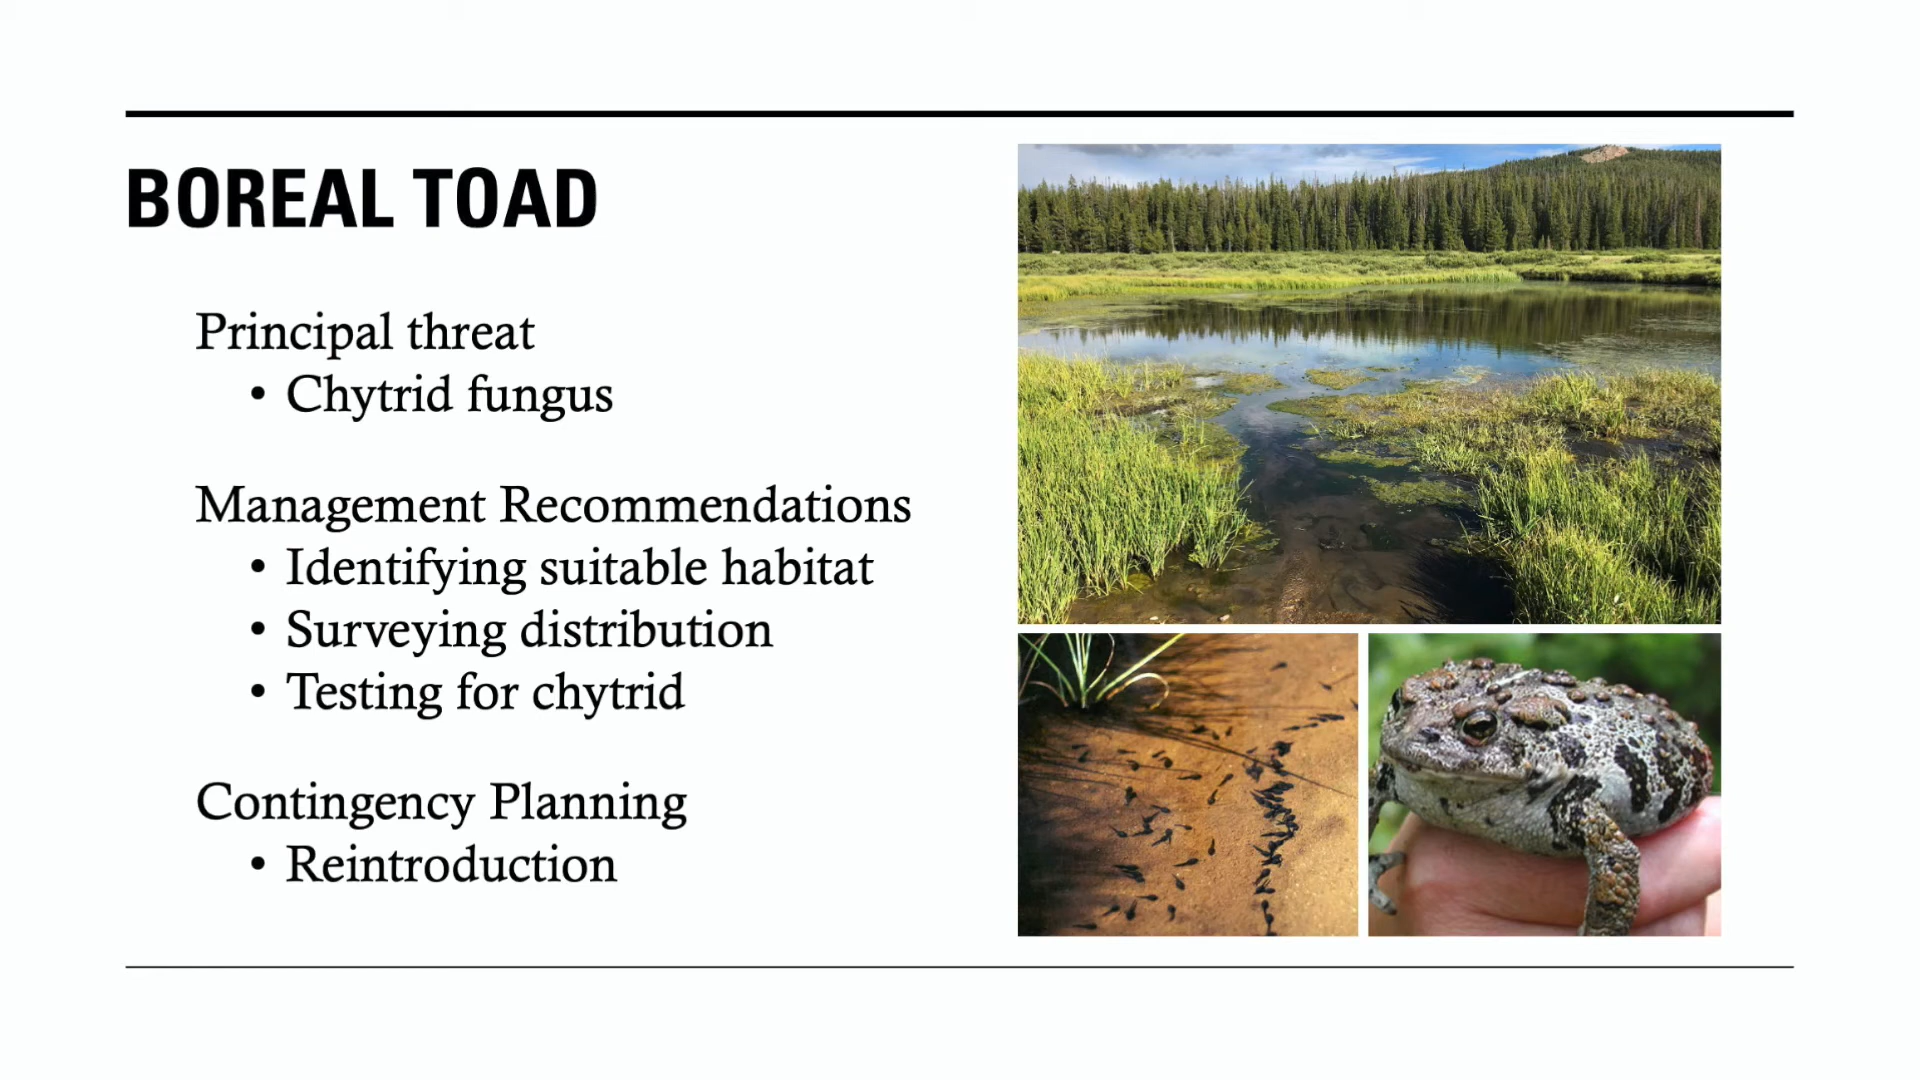 BOREAL TOAD
Principal threat
• Chytrid fungus
Management Recommendations
• Identifying suitable habitat
• Surveying distribution
• Testing for chytrid
Contingency Planning
• Reintroduction